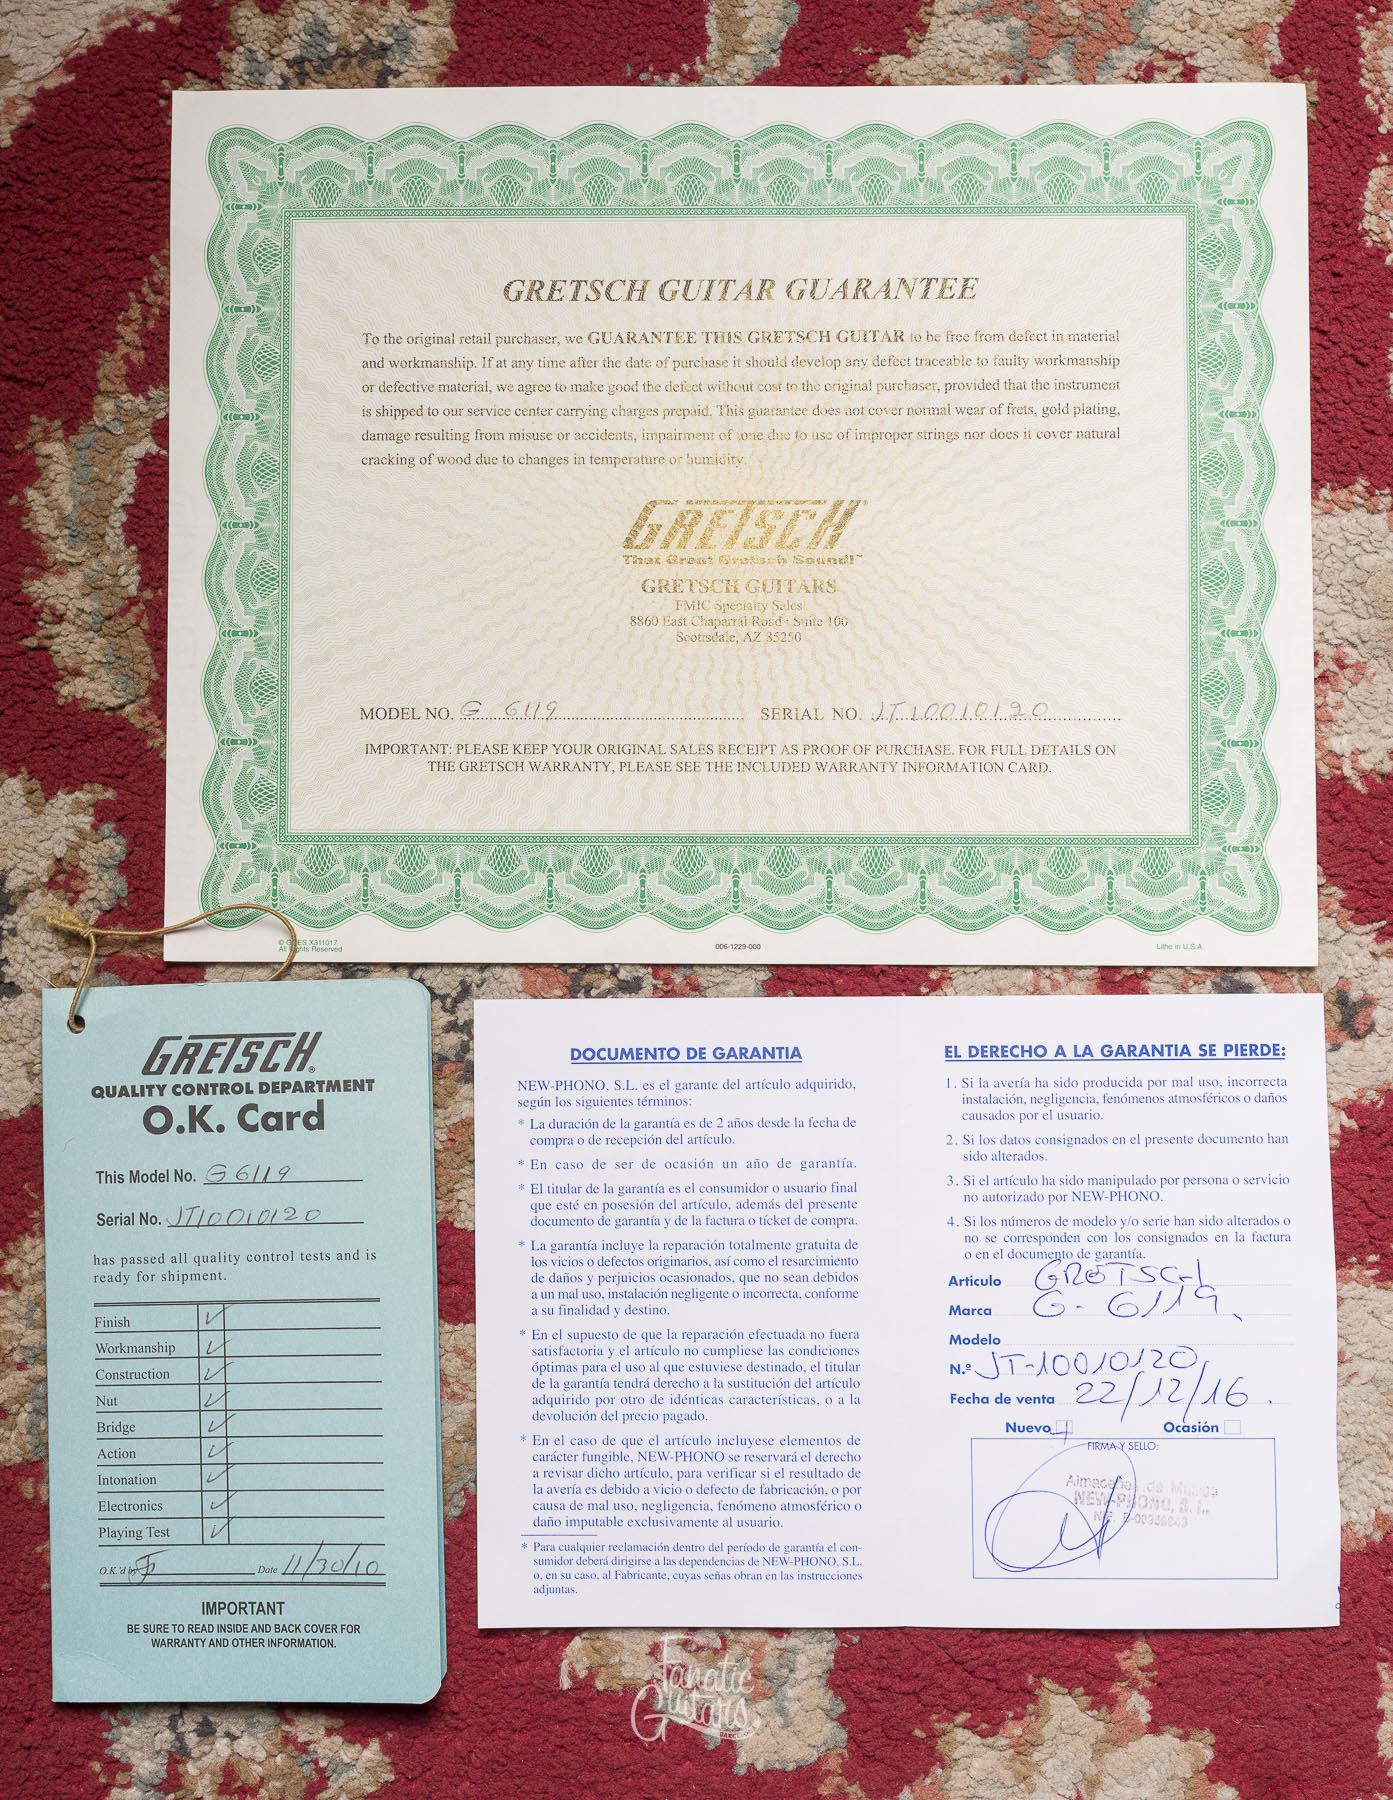 GRETSCH GUITAR GUARANTEE
To the original retail purchaser, we GUARANTEE THIS GRETSCH GUITAR to be free from defect in material
and workmanship. If at any time after the date of purchase it should develop any defect traceable to faulty workmanship
or defective material, we agree to make good the defect without cost to the original purchaser, provided that the instrument
is shipped to our service center carrying charges prepaid. This guarantee does not cover normal wear of frets, gold plating,
damage resulting from misuse or accidents, impairment of tone due to use of improper strings nor does it cover natural
cracking of wood due to changes in temperature or humidity.
GRETSCH®
That Great Gretsch Sound!™
GRETSCH GUITARS
FMIC Specialty Sales
8860 East Chaparral Road · Suite 100
Scottsdale, AZ 85250
MODEL NO. G 6119 SERIAL NO. JT10010120
IMPORTANT: PLEASE KEEP YOUR ORIGINAL SALES RECEIPT AS PROOF OF PURCHASE. FOR FULL DETAILS ON
THE GRETSCH WARRANTY, PLEASE SEE THE INCLUDED WARRANTY INFORMATION CARD.
© GOES X311017
All Rights Reserved
006-1229-000
Litho in U.S.A.
GRETSCH®
QUALITY CONTROL DEPARTMENT
O.K. Card
This Model No. G6119
Serial No. JT10010120
has passed all quality control tests and is
ready for shipment.
Finish ✓
Workmanship ✓
Construction ✓
Nut ✓
Bridge ✓
Action ✓
Intonation ✓
Electronics ✓
Playing Test ✓
O.K.'d by Date 11/30/10
IMPORTANT
BE SURE TO READ INSIDE AND BACK COVER FOR
WARRANTY AND OTHER INFORMATION.
DOCUMENTO DE GARANTIA
NEW-PHONO, S.L. es el garante del artículo adquirido,
según los siguientes términos:
* La duración de la garantía es de 2 años desde la fecha de
compra o de recepción del artículo.
* En caso de ser de ocasión un año de garantía.
* El titular de la garantía es el consumidor o usuario final
que esté en posesión del artículo, además del presente
documento de garantía y de la factura o tícket de compra.
* La garantía incluye la reparación totalmente gratuita de
los vicios o defectos originarios, así como el resarcimiento
de daños y perjuicios ocasionados, que no sean debidos
a un mal uso, instalación negligente o incorrecta, conforme
a su finalidad y destino.
* En el supuesto de que la reparación efectuada no fuera
satisfactoria y el artículo no cumpliese las condiciones
óptimas para el uso al que estuviese destinado, el titular
de la garantía tendrá derecho a la sustitución del artículo
adquirido por otro de idénticas características, o a la
devolución del precio pagado.
* En el caso de que el artículo incluyese elementos de
carácter fungible, NEW-PHONO se reservará el derecho
a revisar dicho artículo, para verificar si el resultado de
la avería es debido a vicio o defecto de fabricación, o por
causa de mal uso, negligencia, fenómeno atmosférico o
daño imputable exclusivamente al usuario.
* Para cualquier reclamación dentro del período de garantía el con-
sumidor deberá dirigirse a las dependencias de NEW-PHONO, S.L.
o, en su caso, al Fabricante, cuyas señas obran en las instrucciones
adjuntas.
EL DERECHO A LA GARANTIA SE PIERDE:
1. Si la avería ha sido producida por mal uso, incorrecta
instalación, negligencia, fenómenos atmosféricos o daños
causados por el usuario.
2. Si los datos consignados en el presente documento han
sido alterados.
3. Si el artículo ha sido manipulado por persona o servicio
no autorizado por NEW-PHONO.
4. Si los números de modelo y/o serie han sido alterados o
no se corresponden con los consignados en la factura
o en el documento de garantía.
Artículo GRETSCH
Marca G-6119
Modelo
N.º JT-10010120
Fecha de venta 22/12/16.
Nuevo Ocasión
FIRMA Y SELLO:
Almacenes de Música
NEW-PHONO, S. L.
Fanatic
Guitars
BARCELONA